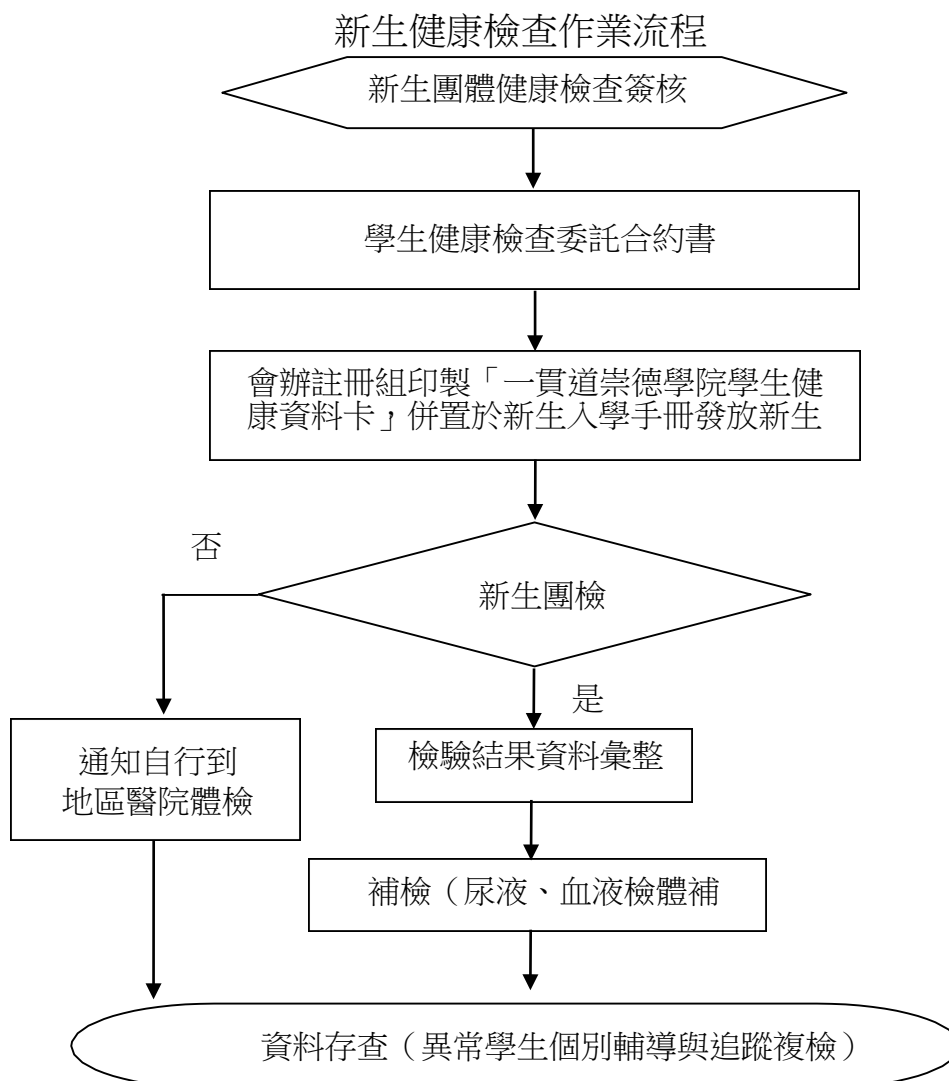 新生健康檢查作業流程
新生團體健康檢查簽核
學生健康檢查委託合約書
會辦註冊組印製「一貫道崇德學院學生健
康資料卡」併置於新生入學手冊發放新生
否
新生團檢
是
通知自行到
地區醫院體檢
檢驗結果資料彙整
補檢（尿液、血液檢體補
資料存查（異常學生個別輔導與追蹤複檢）